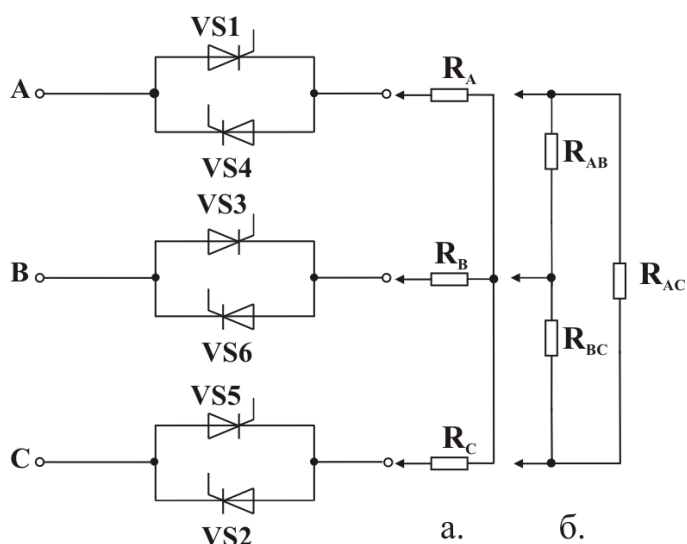 VS1
A
R_A
VS4
R_AB
VS3
B
R_B
R_AC
VS6
R_BC
VS5
C
R_C
VS2
а.
б.